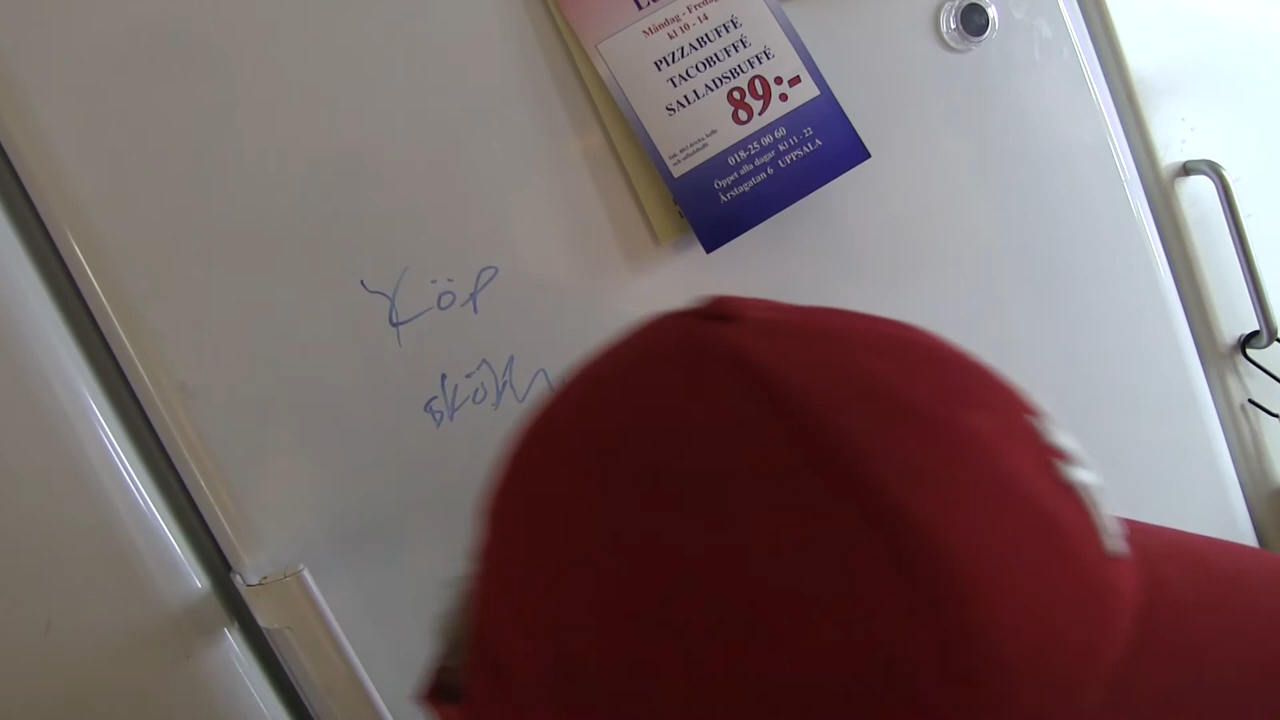 Måndag - Fredag
kl 10 - 14
PIZZABUFFÉ
TACOBUFFÉ
SALLADSBUFFÉ
89:-
018-25 00 60
Öppet alla dagar Kl 11 - 22
Årstagatan 6 UPPSALA
Köp